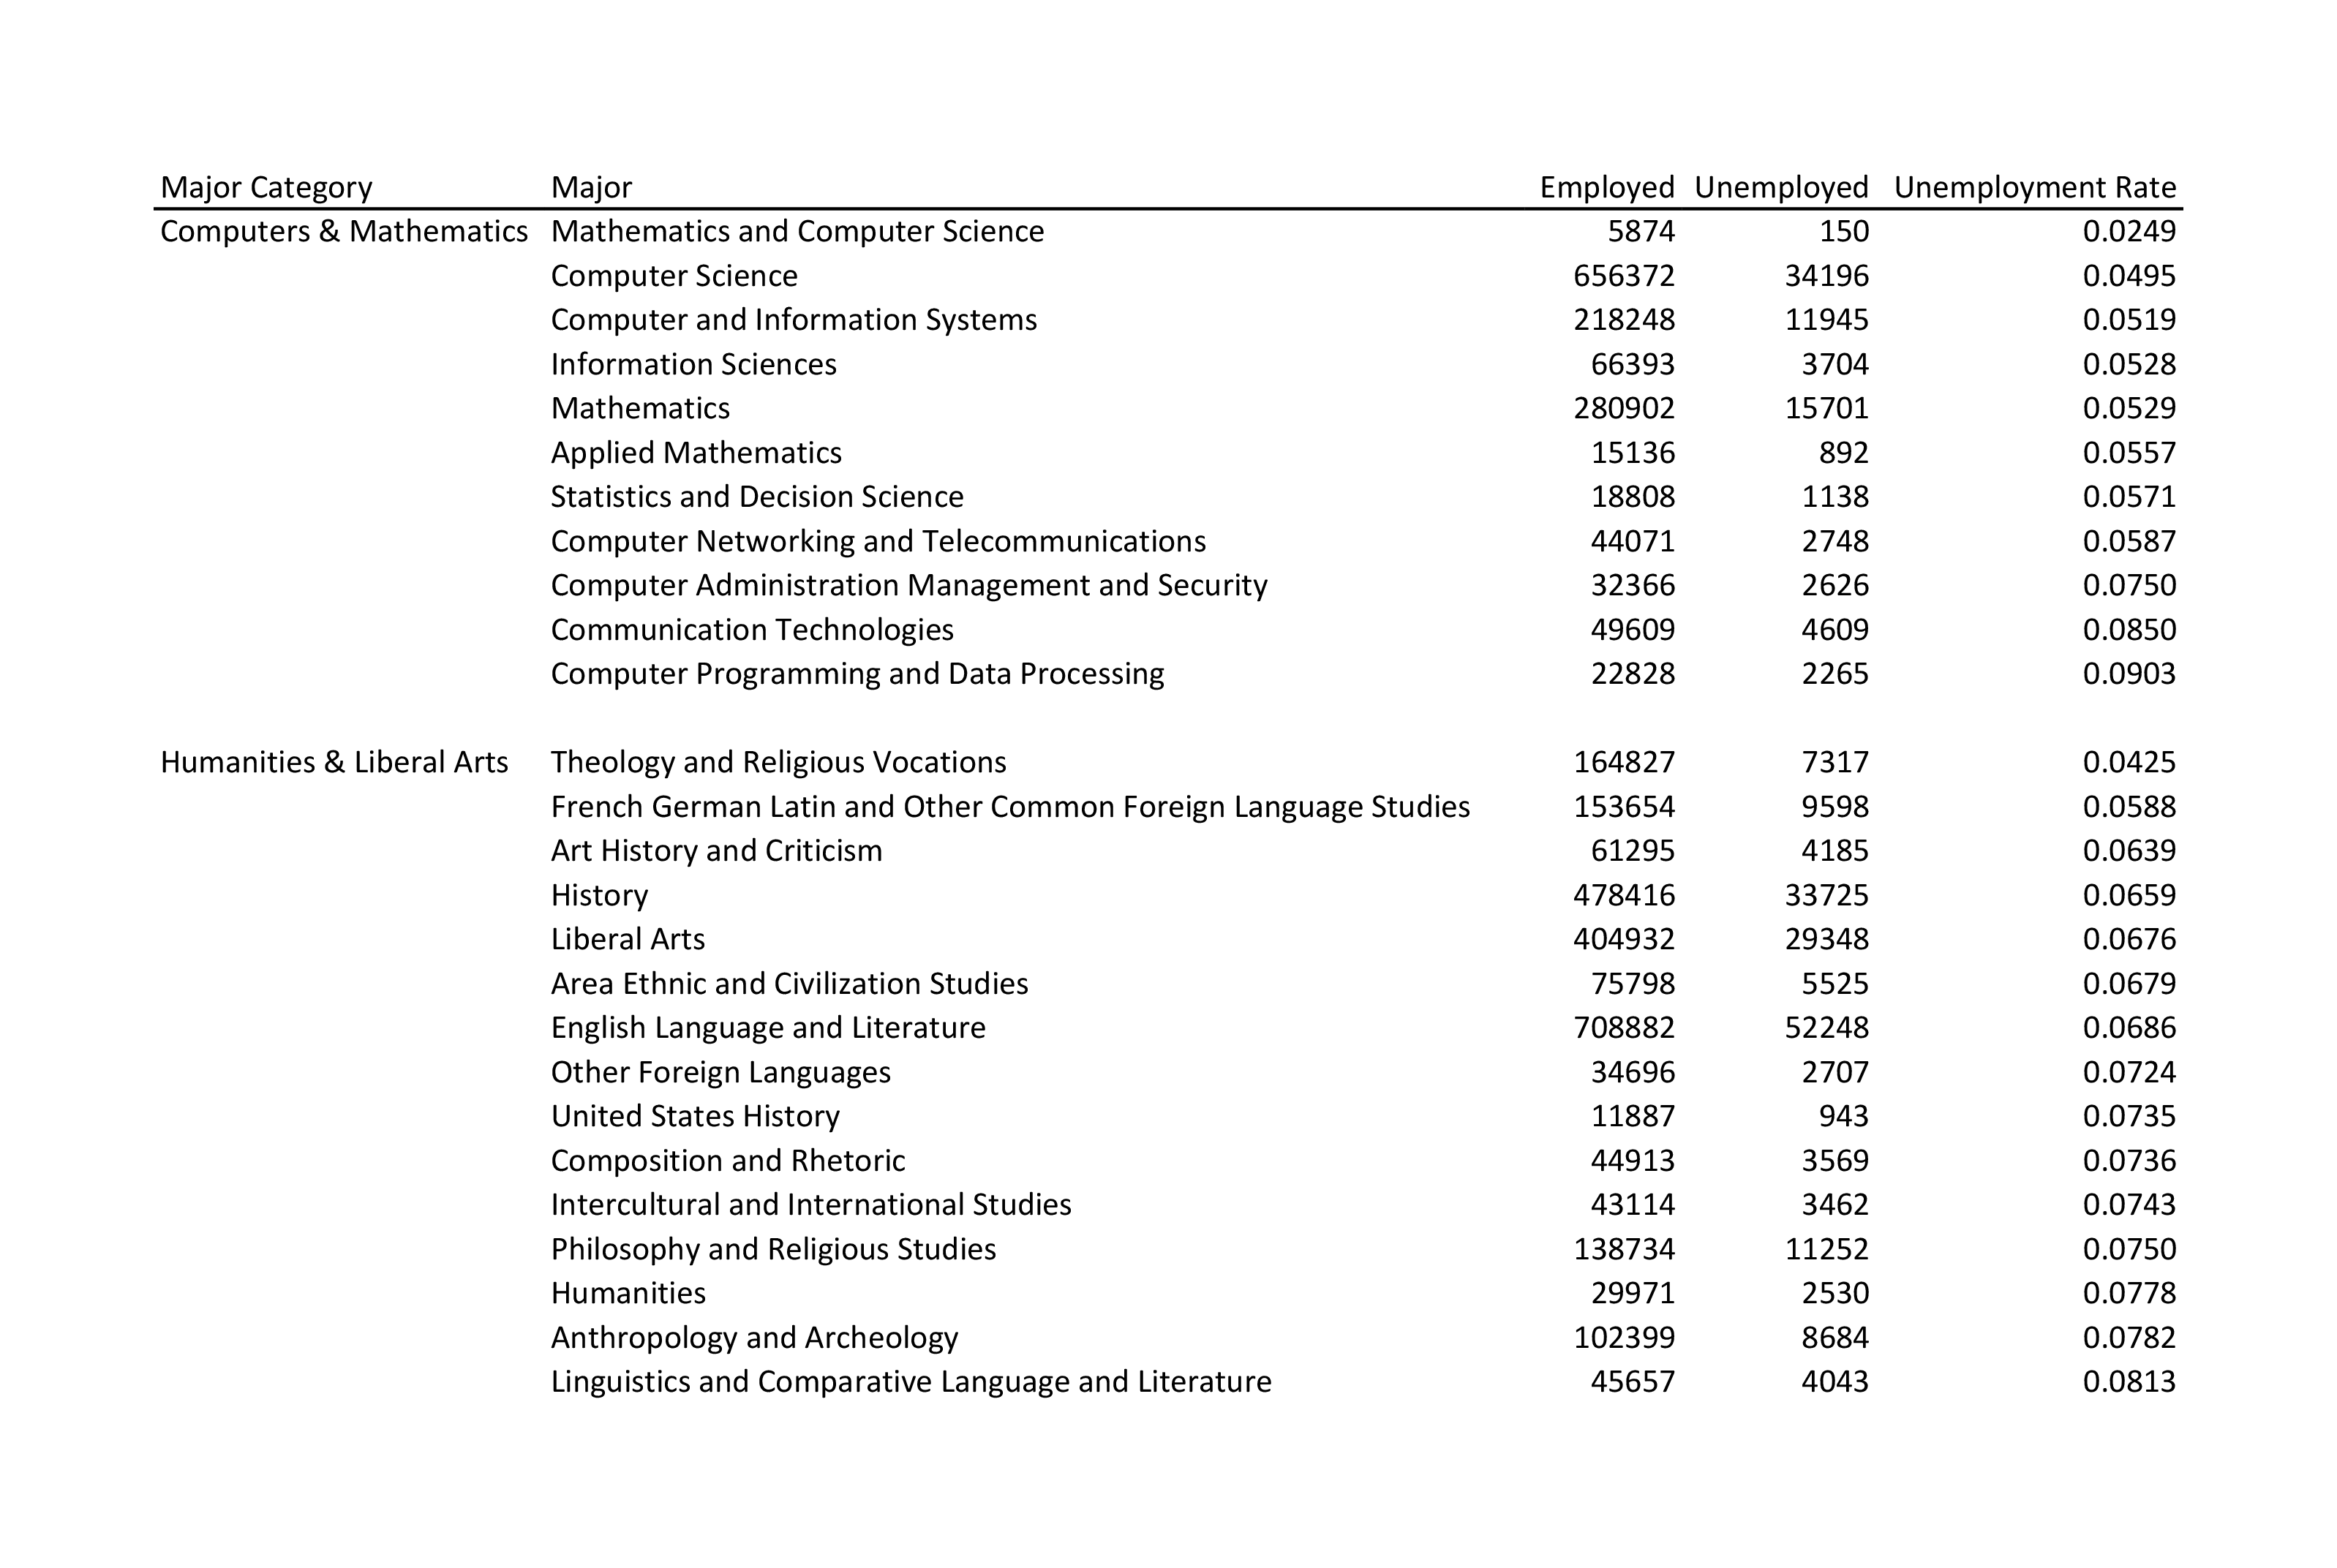 Major Category Major Employed Unemployed Unemployment Rate
Computers & Mathematics Mathematics and Computer Science 5874 150 0.0249
Computer Science 656372 34196 0.0495
Computer and Information Systems 218248 11945 0.0519
Information Sciences 66393 3704 0.0528
Mathematics 280902 15701 0.0529
Applied Mathematics 15136 892 0.0557
Statistics and Decision Science 18808 1138 0.0571
Computer Networking and Telecommunications 44071 2748 0.0587
Computer Administration Management and Security 32366 2626 0.0750
Communication Technologies 49609 4609 0.0850
Computer Programming and Data Processing 22828 2265 0.0903
Humanities & Liberal Arts Theology and Religious Vocations 164827 7317 0.0425
French German Latin and Other Common Foreign Language Studies 153654 9598 0.0588
Art History and Criticism 61295 4185 0.0639
History 478416 33725 0.0659
Liberal Arts 404932 29348 0.0676
Area Ethnic and Civilization Studies 75798 5525 0.0679
English Language and Literature 708882 52248 0.0686
Other Foreign Languages 34696 2707 0.0724
United States History 11887 943 0.0735
Composition and Rhetoric 44913 3569 0.0736
Intercultural and International Studies 43114 3462 0.0743
Philosophy and Religious Studies 138734 11252 0.0750
Humanities 29971 2530 0.0778
Anthropology and Archeology 102399 8684 0.0782
Linguistics and Comparative Language and Literature 45657 4043 0.0813